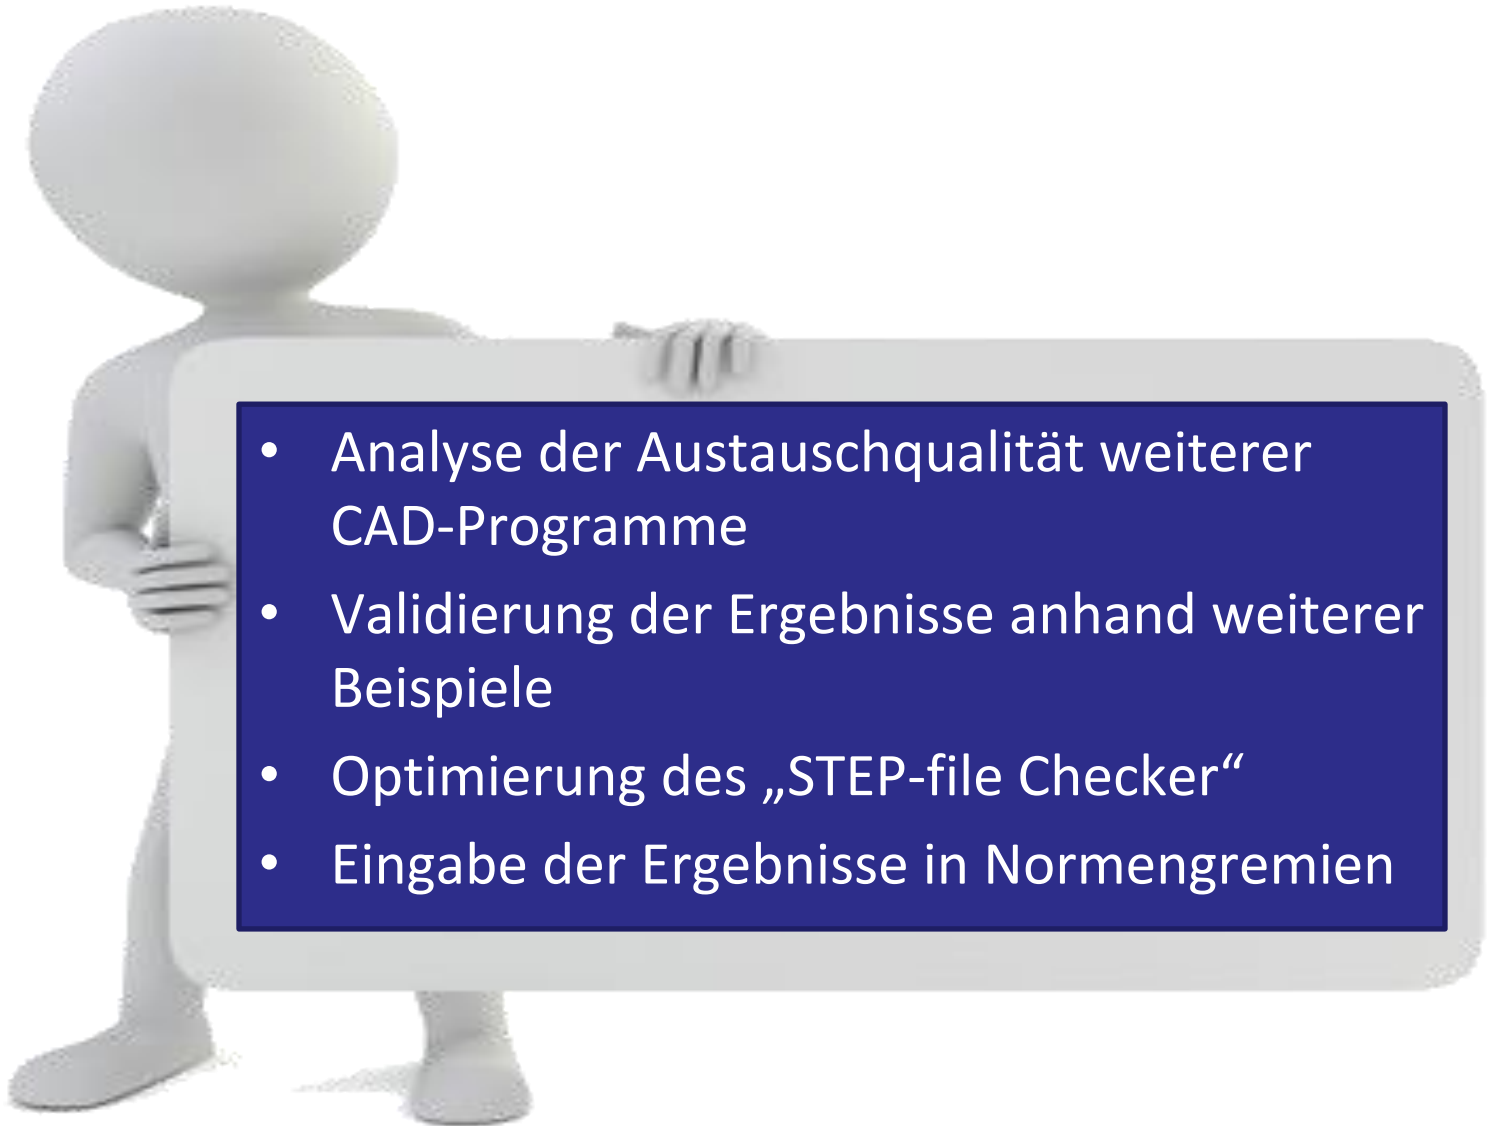 • Analyse der Austauschqualität weiterer
CAD-Programme
• Validierung der Ergebnisse anhand weiterer
Beispiele
• Optimierung des „STEP-file Checker“
• Eingabe der Ergebnisse in Normengremien